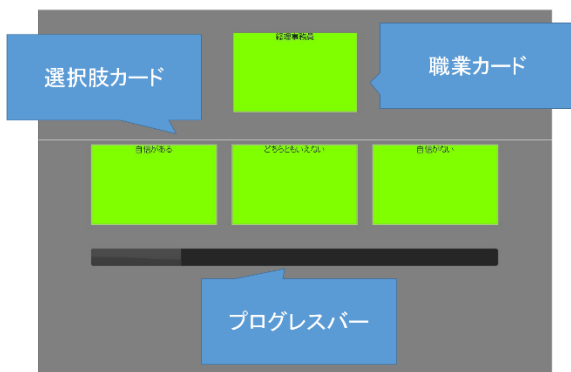 経理事務員
選択肢カード
職業カード
自信がある
どちらともいえない
自信がない
プログレスバー